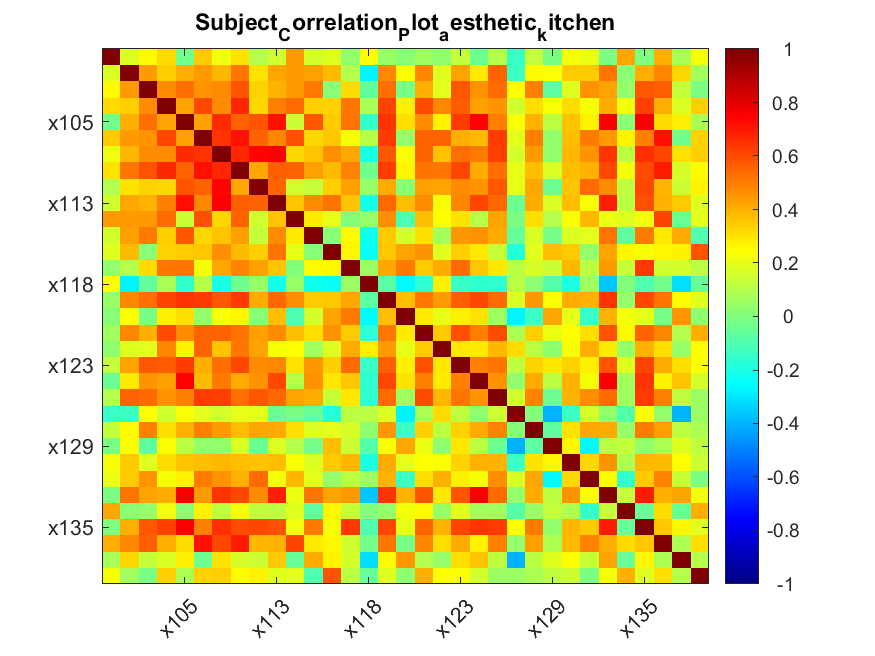 Subject_Correlation_Plot_aesthetic_kitchen
x105
x113
x118
x123
x129
x135
x105
x113
x118
x123
x129
x135
1
0.8
0.6
0.4
0.2
0
-0.2
-0.4
-0.6
-0.8
-1